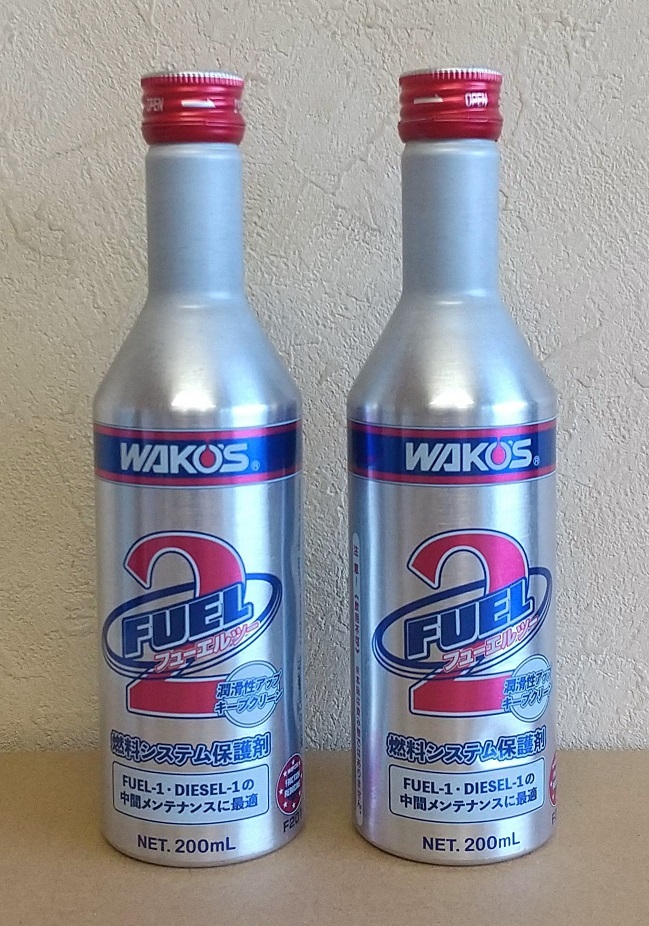 OPEN
WAKO'S®
2
FUEL
フューエルツー
潤滑性アップ
キープクリーン
燃料システム保護剤
FUEL-1・DIESEL-1の
中間メンテナンスに最適
NET. 200mL
OPEN
WAKO'S®
2
FUEL
フューエルツー
潤滑性アップ
キープクリーン
燃料システム保護剤
FUEL-1・DIESEL-1の
中間メンテナンスに最適
NET. 200mL